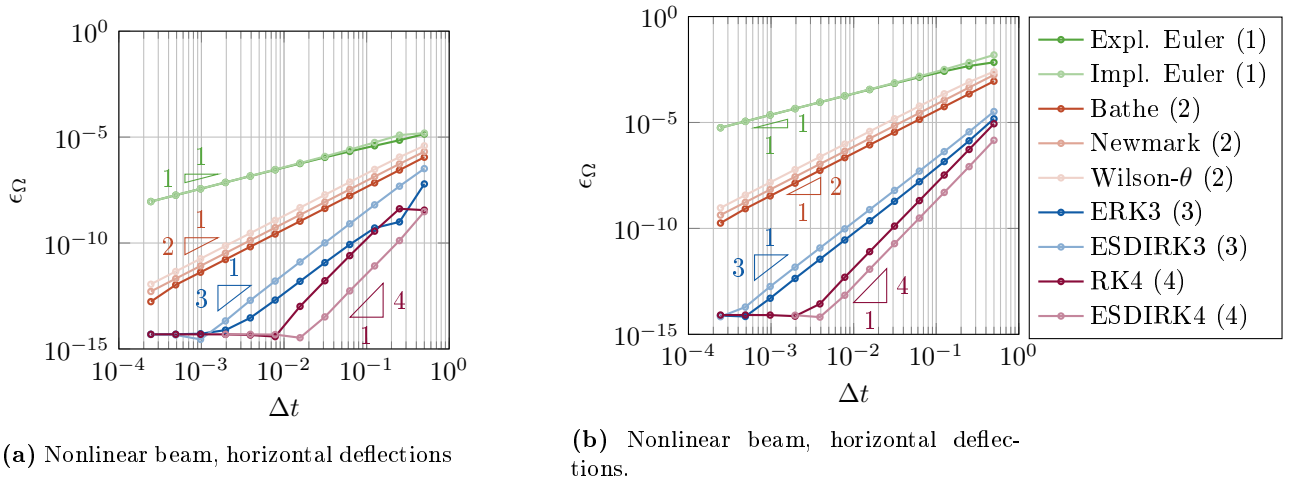 10^0
10^−5
10^−10
10^−15
ϵ_Ω
10^−4
10^−3
10^−2
10^−1
10^0
Δt
1
1
1
2
1
3
4
1
(a) Nonlinear beam, horizontal deflections
10^0
10^−5
10^−10
10^−15
ϵ_Ω
10^−4
10^−3
10^−2
10^−1
10^0
Δt
1
1
2
1
1
3
4
1
(b) Nonlinear beam, horizontal deflec-
tions.
Expl. Euler (1)
Impl. Euler (1)
Bathe (2)
Newmark (2)
Wilson-θ (2)
ERK3 (3)
ESDIRK3 (3)
RK4 (4)
ESDIRK4 (4)